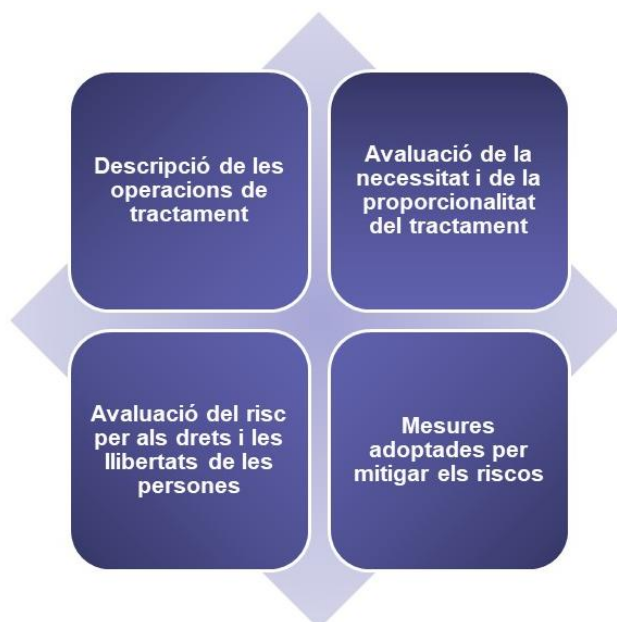 Descripció de les
operacions de
tractament
Avaluació de la
necessitat i de la
proporcionalitat
del tractament
Avaluació del risc
per als drets i les
llibertats de les
persones
Mesures
adoptades per
mitigar els riscos